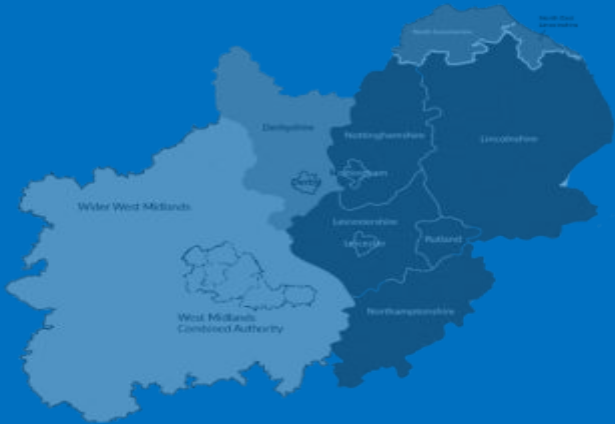 Derbyshire
Nottinghamshire
Lincolnshire
Derby
Nottingham
Wider West Midlands
Leicestershire
Leicester
Rutland
West Midlands
Combined Authority
Northamptonshire